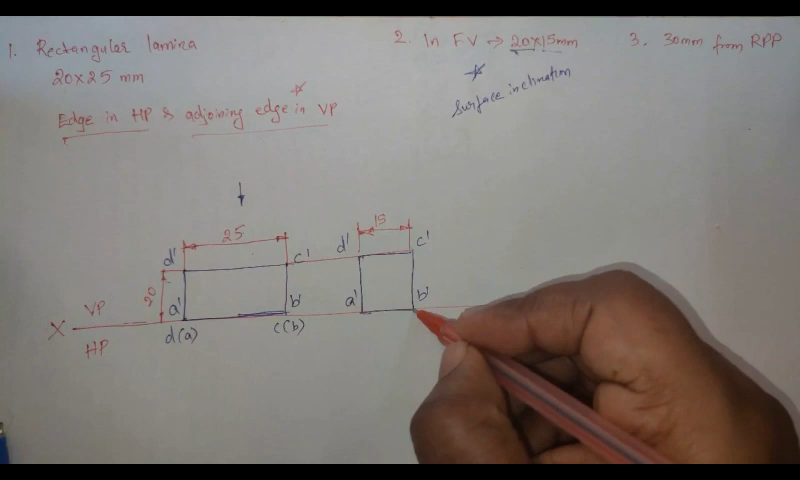 1. Rectangular lamina
20x25 mm
Edge in HP & adjoining edge in VP
2. In FV → 20x15mm
Surface inclination
3. 30mm from RPP
25
15
d'
c'
d'
c'
20
a'
b'
a'
b'
X
VP
HP
d(a)
c(b)